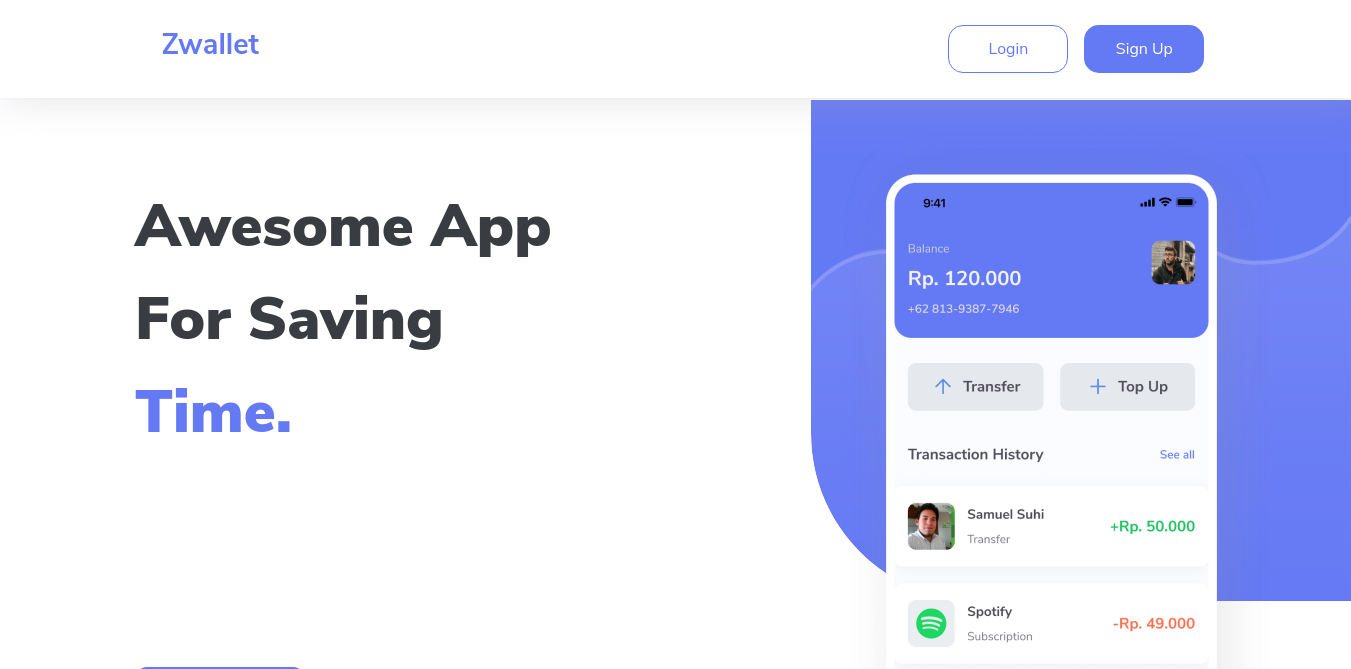 Zwallet
Login
Sign Up
Awesome App
For Saving
Time.
9:41
Balance
Rp. 120.000
+62 813-9387-7946
Transfer
Top Up
Transaction History
See all
Samuel Suhi
Transfer
+Rp. 50.000
Spotify
Subscription
-Rp. 49.000